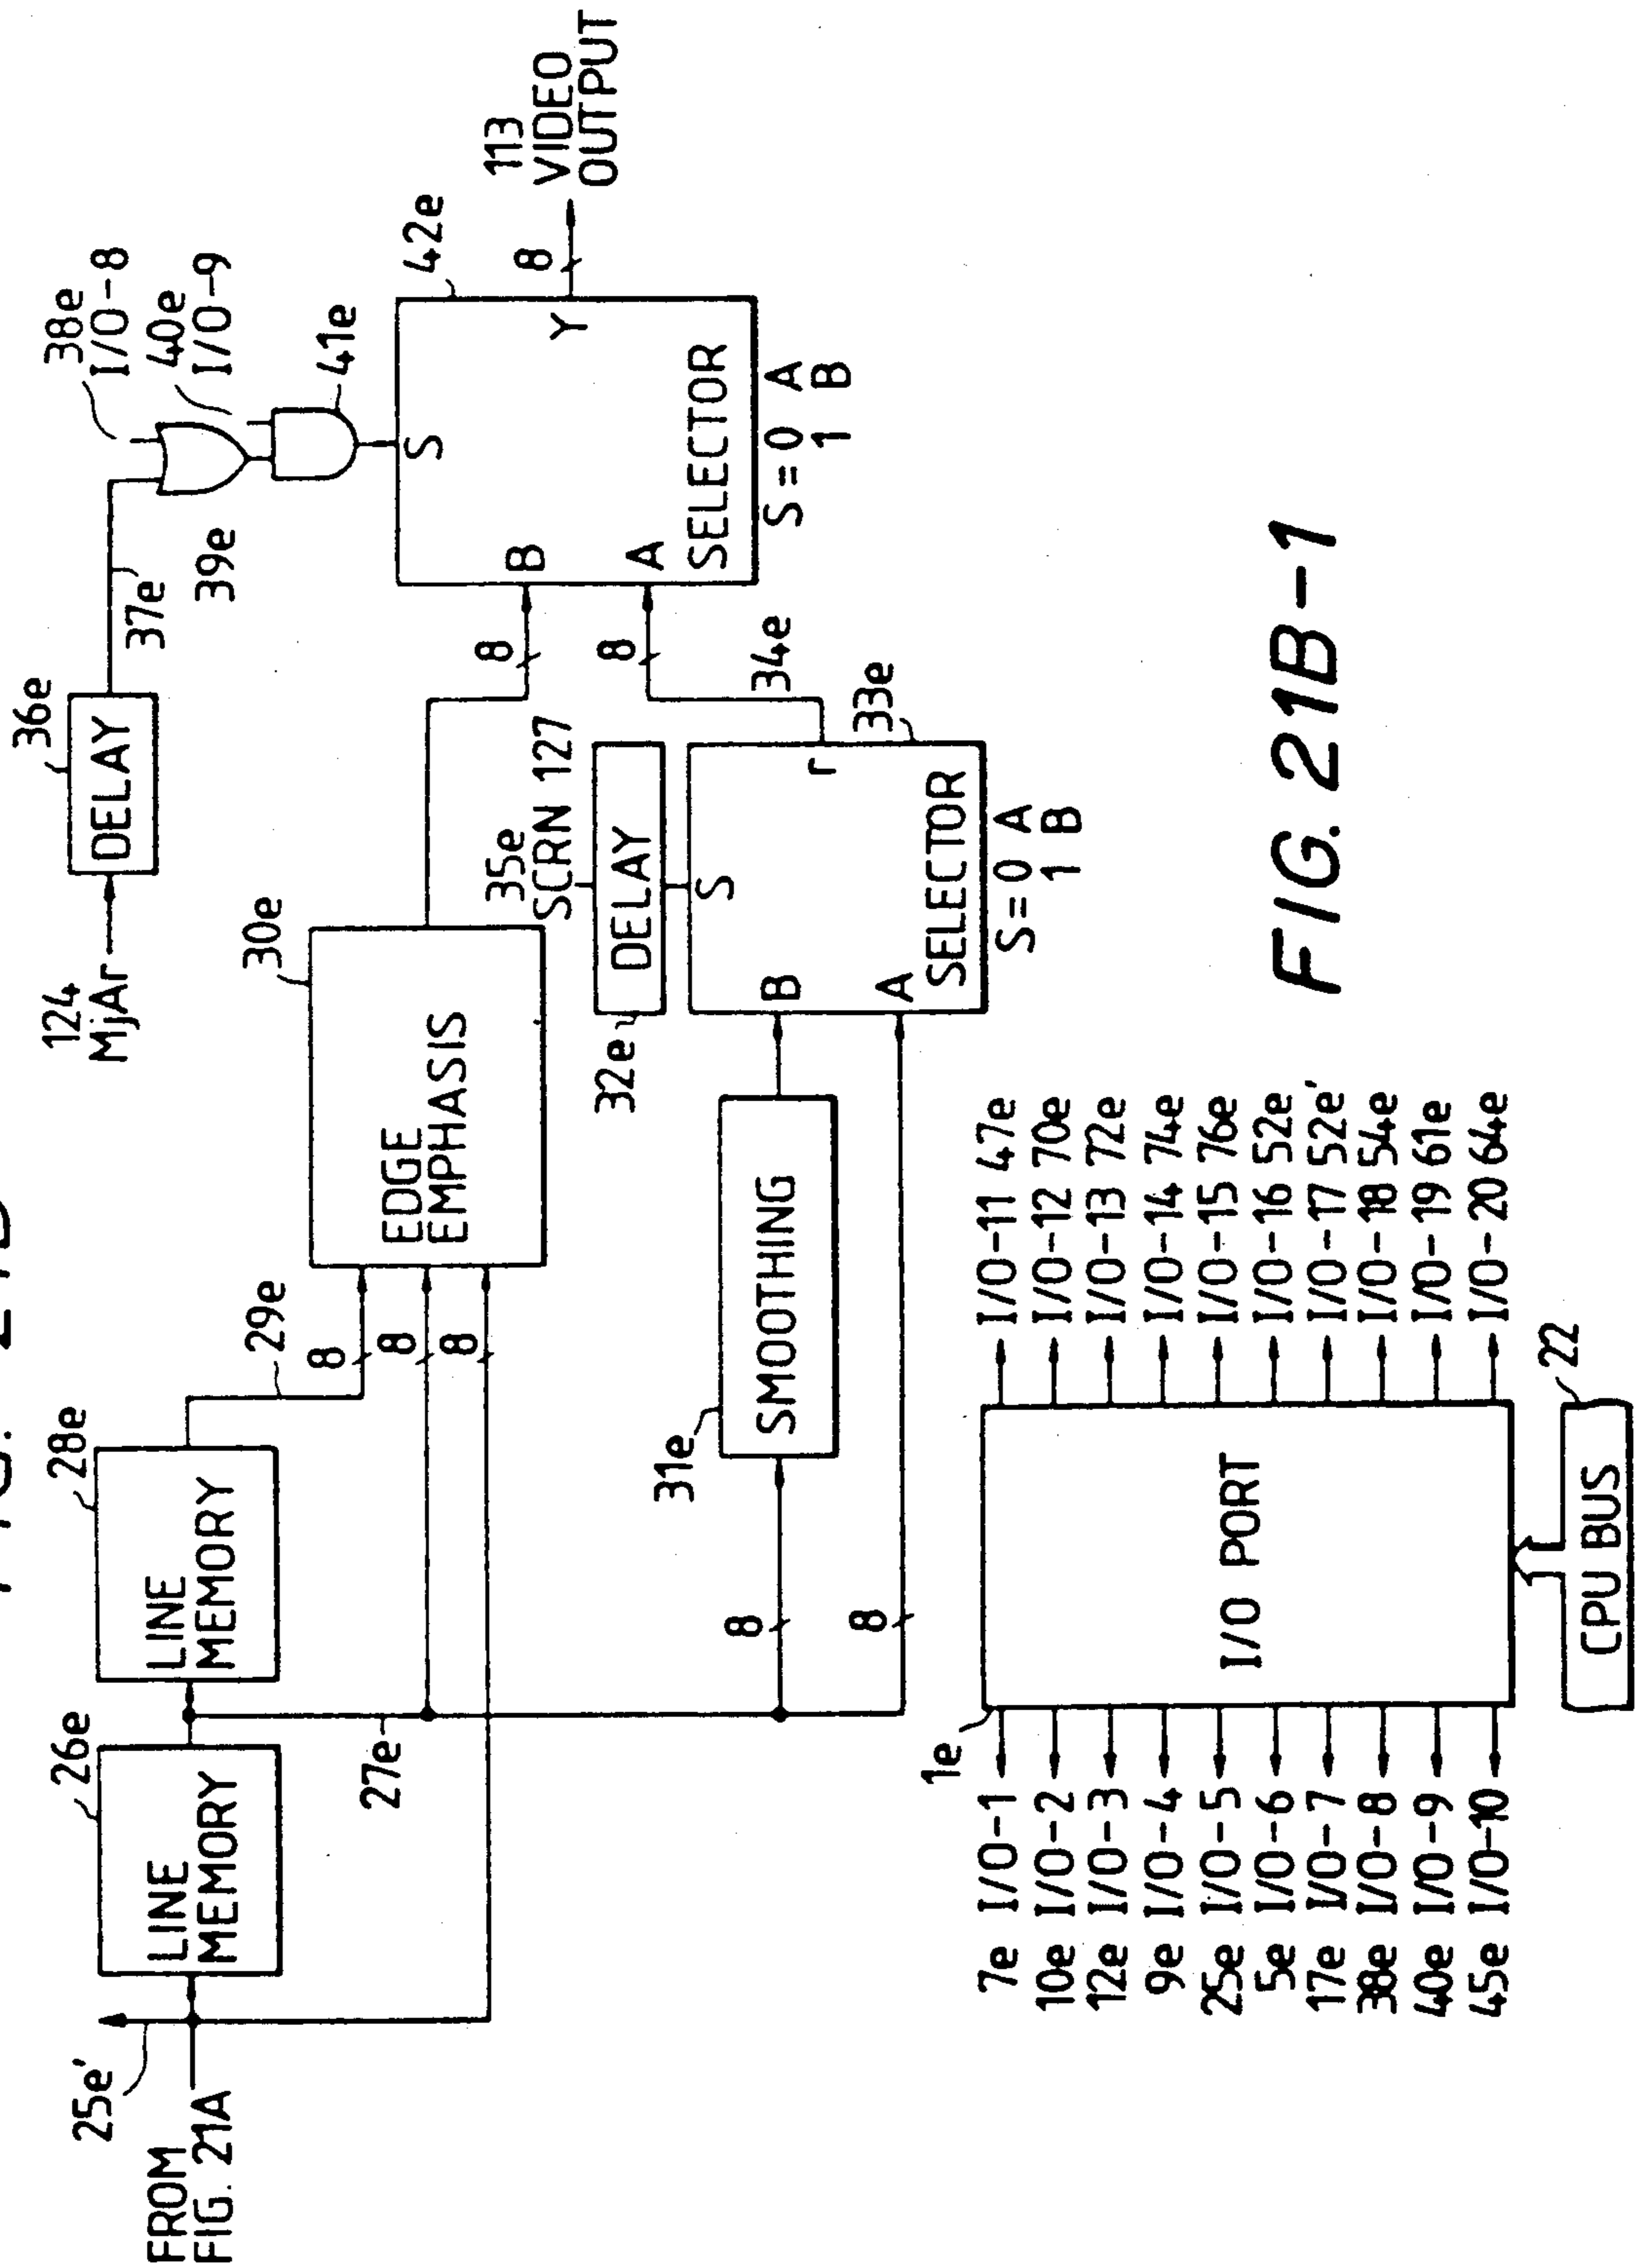 FIG. 21B
FROM
FIG. 21A
25e'
26e
LINE
MEMORY
28e
LINE
MEMORY
27e
29e
8
8
8
30e
EDGE
EMPHASIS
124
MjAr
36e
DELAY
37e
39e
38e
I/O-8
40e
I/O-9
41e
42e
S
B
A
Y
SELECTOR
S = 0 A
1 B
8
113
VIDEO
OUTPUT
8
8
34e
35e
SCRN 127
32e
DELAY
33e
S
B
A
r
SELECTOR
S = 0 A
1 B
31e
SMOOTHING
8
8
1e
7e I/O-1
10e I/O-2
12e I/O-3
9e I/O-4
25e I/O-5
5e I/O-6
17e I/O-7
38e I/O-8
40e I/O-9
45e I/O-10
I/O PORT
I/O-11 47e
I/O-12 70e
I/O-13 72e
I/O-14 74e
I/O-15 76e
I/O-16 52e
I/O-17 52e'
I/O-18 54e
I/O-19 61e
I/O-20 64e
CPU BUS
22
FIG. 21B-1